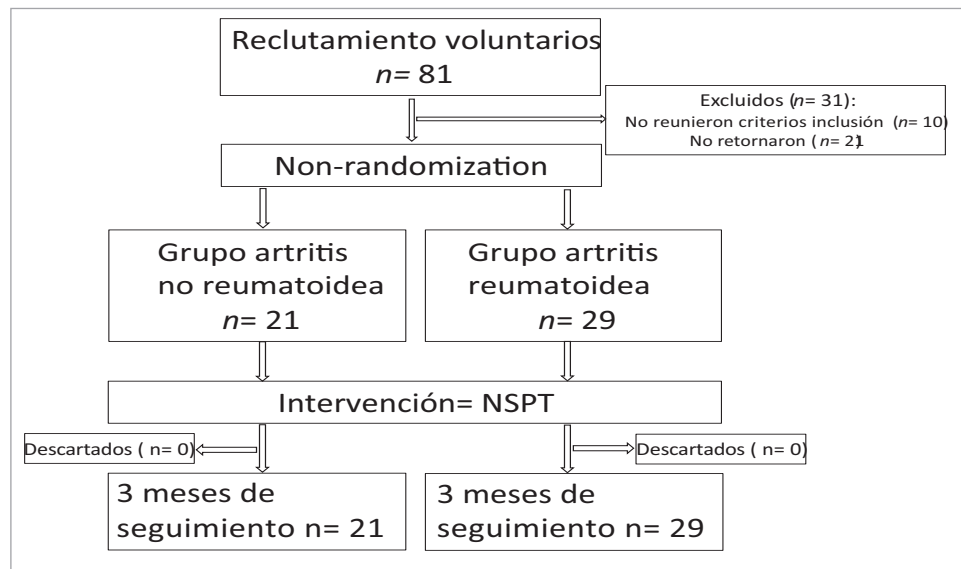 Reclutamiento voluntarios
n= 81
Excluidos (n= 31):
No reunieron criterios inclusión (n= 10)
No retornaron ( n= 21)
Non-randomization
Grupo artritis
no reumatoidea
n= 21
Grupo artritis
reumatoidea
n= 29
Intervención= NSPT
Descartados ( n= 0)
Descartados ( n= 0)
3 meses de
seguimiento n= 21
3 meses de
seguimiento n= 29